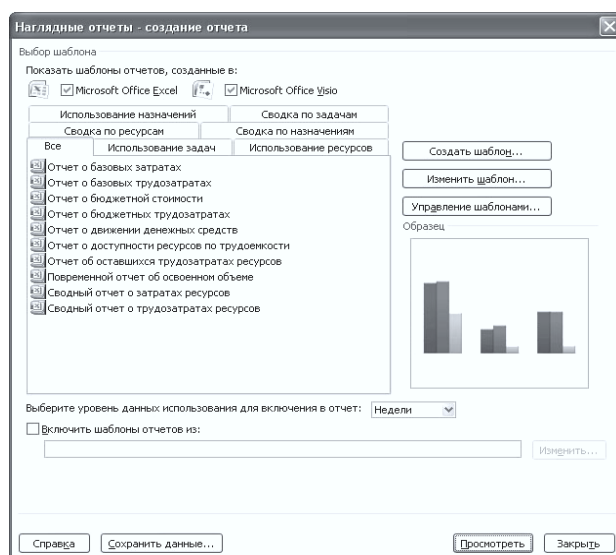 Наглядные отчеты - создание отчета
Выбор шаблона
Показать шаблоны отчетов, созданные в:
Microsoft Office Excel Microsoft Office Visio
Использование назначений Сводка по задачам
Сводка по ресурсам Сводка по назначениям
Все Использование задач Использование ресурсов
Отчет о базовых затратах
Отчет о базовых трудозатратах
Отчет о бюджетной стоимости
Отчет о бюджетных трудозатратах
Отчет о движении денежных средств
Отчет о доступности ресурсов по трудоемкости
Отчет об оставшихся трудозатратах ресурсов
Повременной отчет об освоенном объеме
Сводный отчет о затратах ресурсов
Сводный отчет о трудозатратах ресурсов
Создать шаблон...
Изменить шаблон...
Управление шаблонами...
Образец
Выберите уровень данных использования для включения в отчет: Недели
Включить шаблоны отчетов из:
Изменить...
Справка Сохранить данные... Просмотреть Закрыть